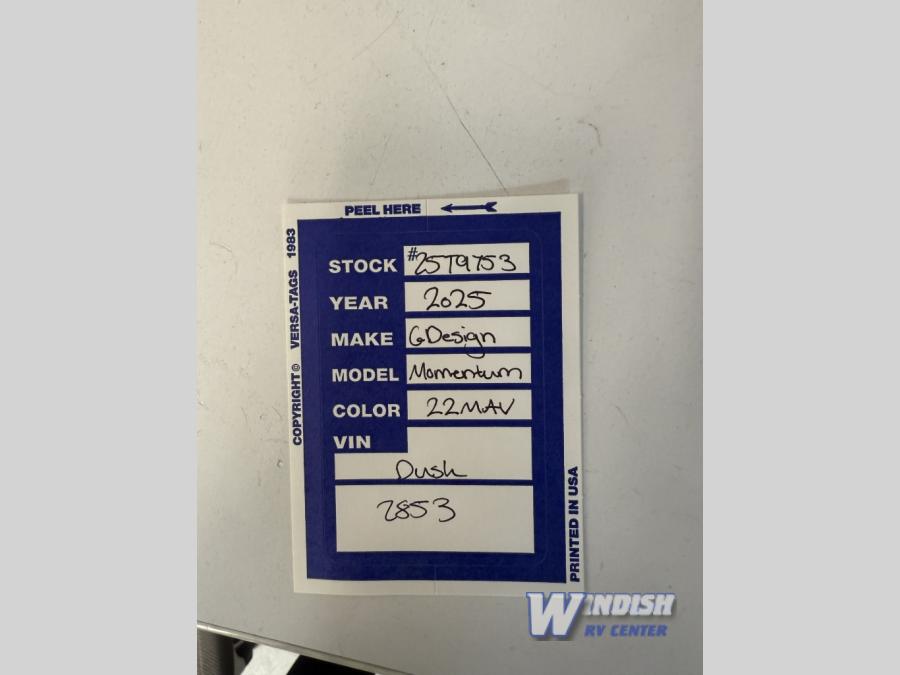 PEEL HERE
COPYRIGHT © VERSA-TAGS 1983
STOCK #25T9753
YEAR 2025
MAKE GDesign
MODEL Momentum
COLOR 22MAV
VIN
Dush
2853
PRINTED IN USA
WINDISH
RV CENTER